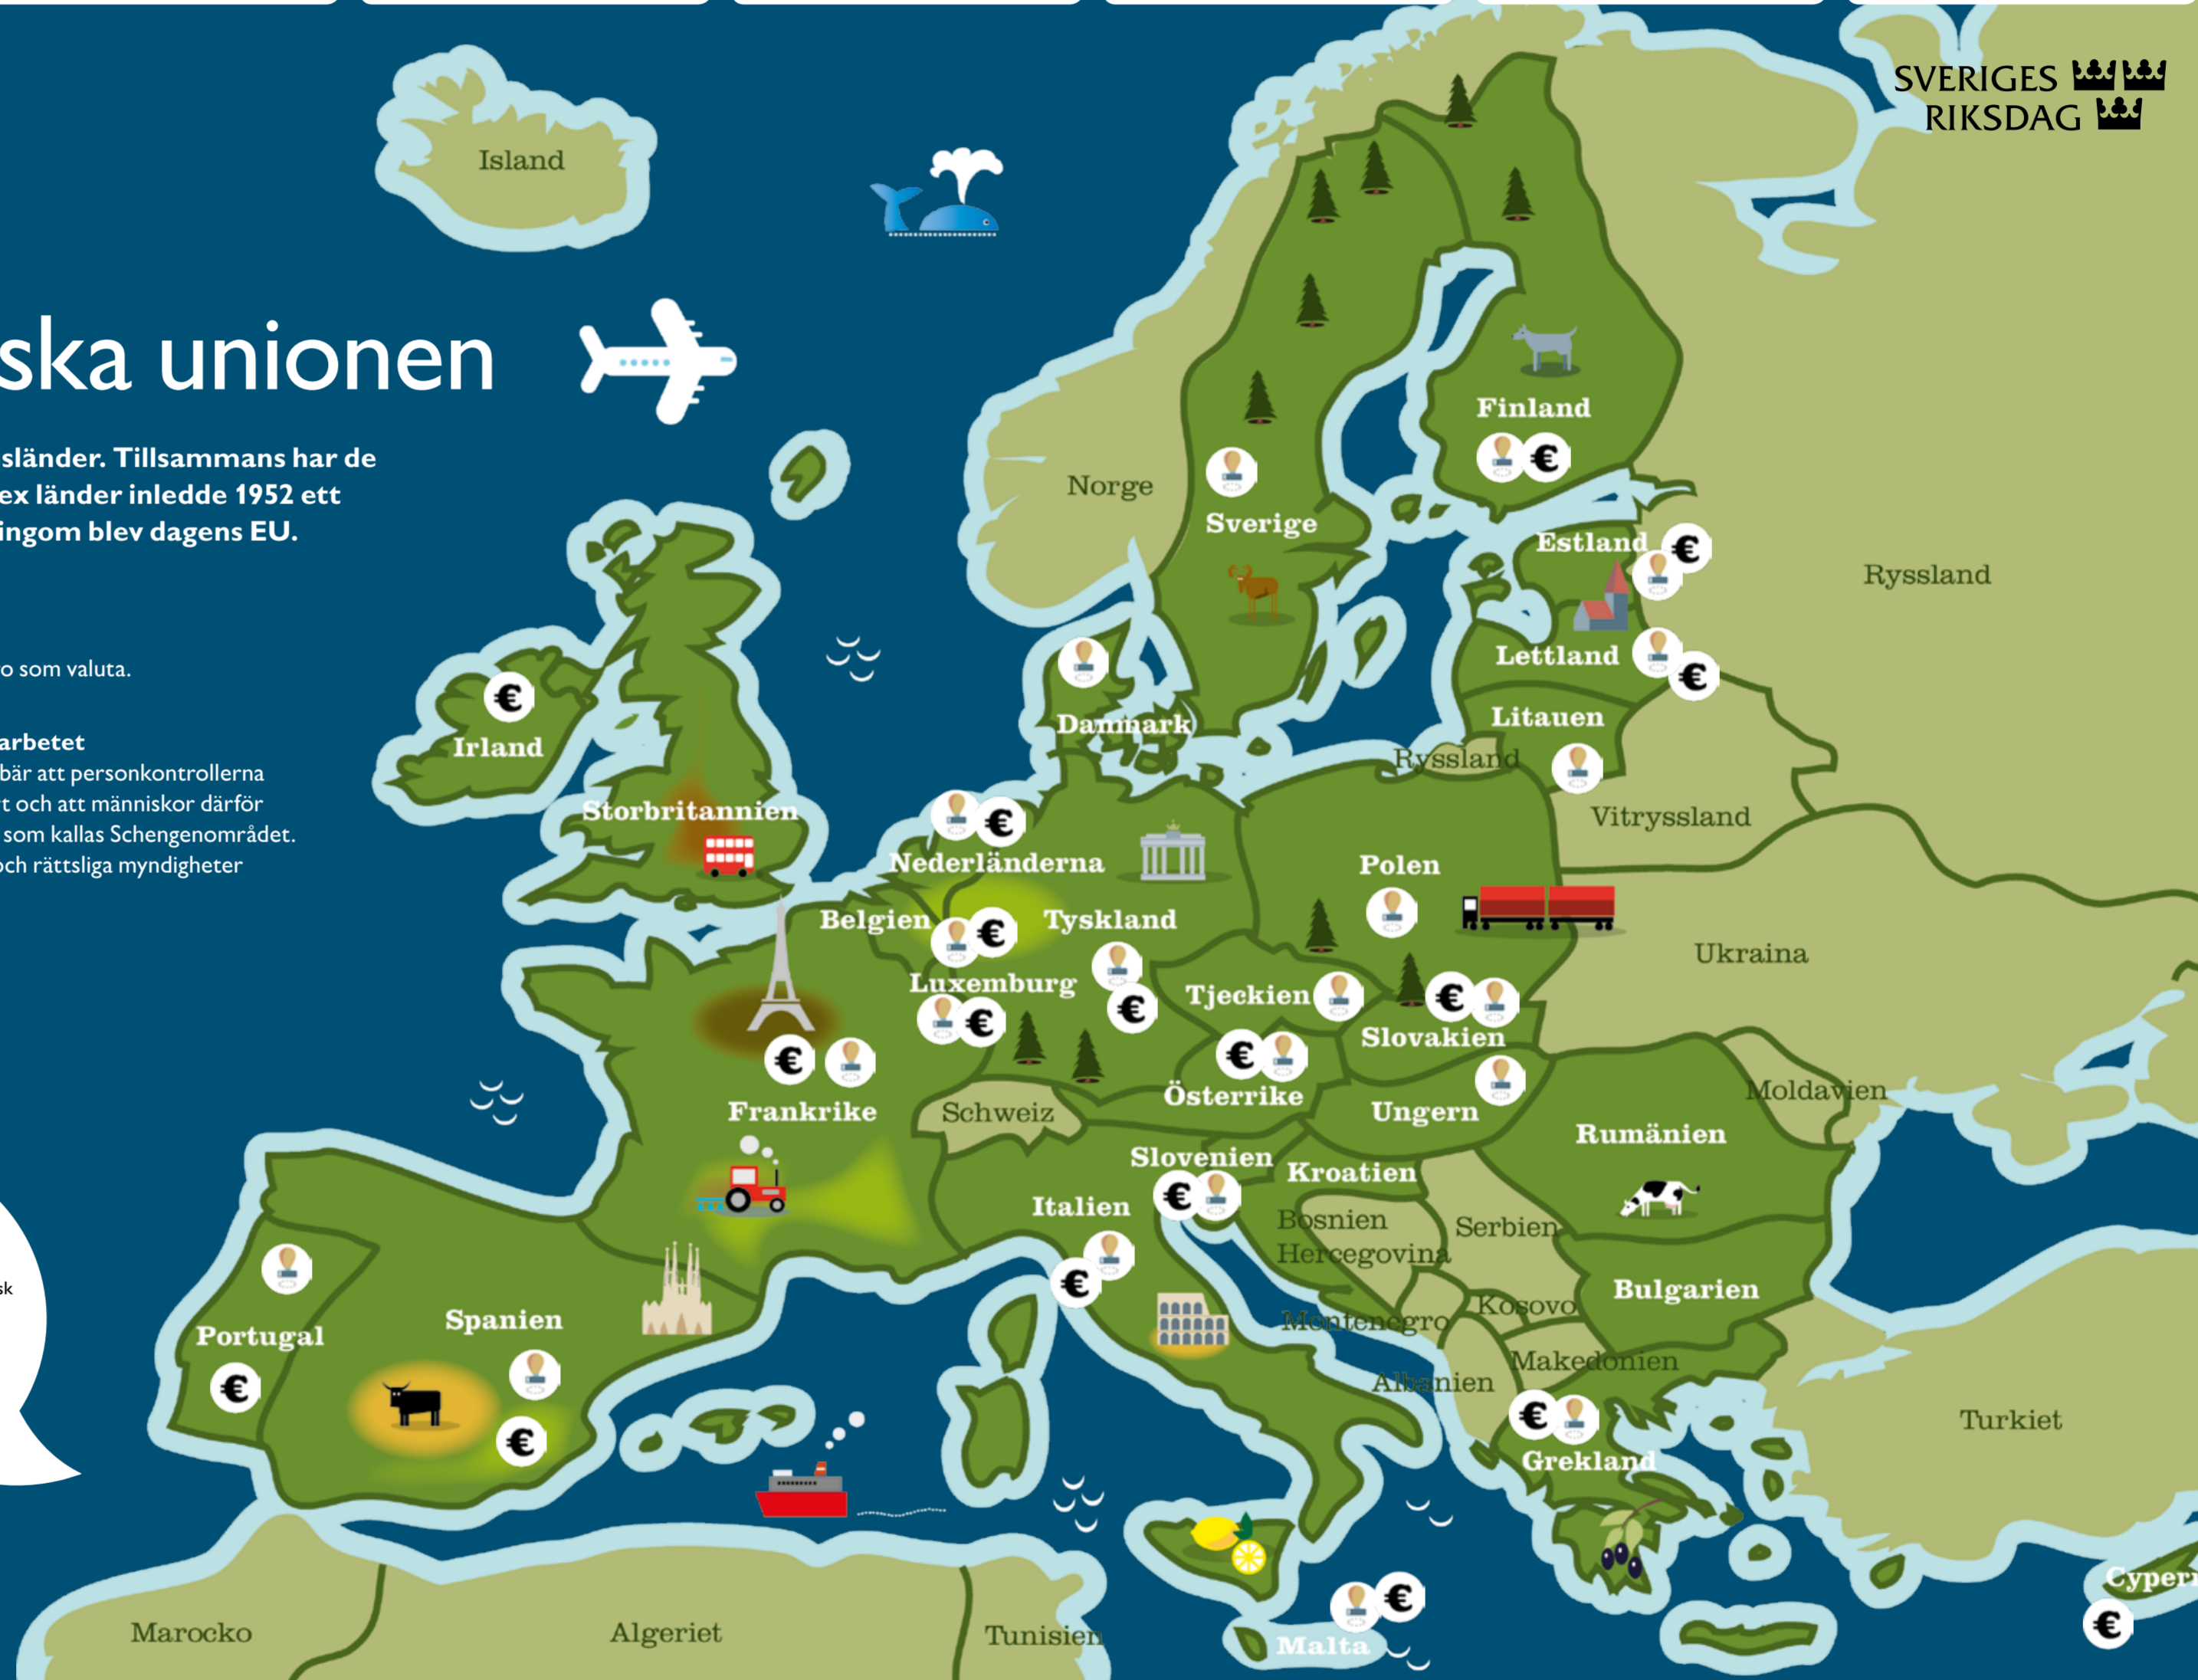 SVERIGES
RIKSDAG
Island
ska unionen
sländer. Tillsammans har de
ex länder inledde 1952 ett
ingom blev dagens EU.
o som valuta.
arbetet
bär att personkontrollerna
t och att människor därför
som kallas Schengenområdet.
och rättsliga myndigheter
sk
Norge
Finland
€
Sverige
Estland
€
Ryssland
Lettland
€
Litauen
Danmark
Ryssland
Vitryssland
€
Irland
Storbritannien
€
Nederländerna
Polen
Belgien
€
Tyskland
Ukraina
Luxemburg
€
€
Tjeckien
€
Slovakien
€
Österrike
€
Frankrike
Schweiz
Ungern
Moldavien
Rumänien
Slovenien
€
Kroatien
Italien
€
Bosnien
Hercegovina
Serbien
Bulgarien
Kosovo
Montenegro
Makedonien
Albanien
Portugal
€
Spanien
€
€
Grekland
Turkiet
€
Malta
Cypern
€
Marocko
Algeriet
Tunisien